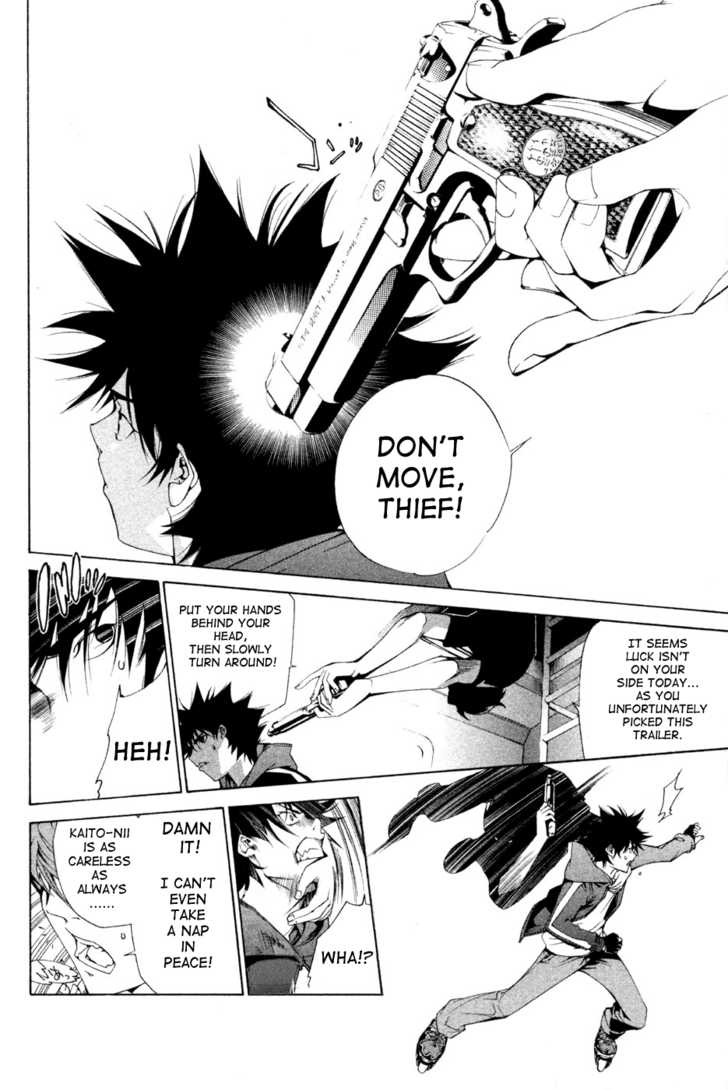 DON'T
MOVE,
THIEF!
IT SEEMS
LUCK ISN'T
ON YOUR
SIDE TODAY...
AS YOU
UNFORTUNATELY
PICKED THIS
TRAILER.
PUT YOUR HANDS
BEHIND YOUR
HEAD,
THEN SLOWLY
TURN AROUND!
HEH!
WHA!?
DAMN
IT!
I CAN'T
EVEN
TAKE
A NAP
IN
PEACE!
KAITO-NII
IS AS
CARELESS
AS
ALWAYS
......